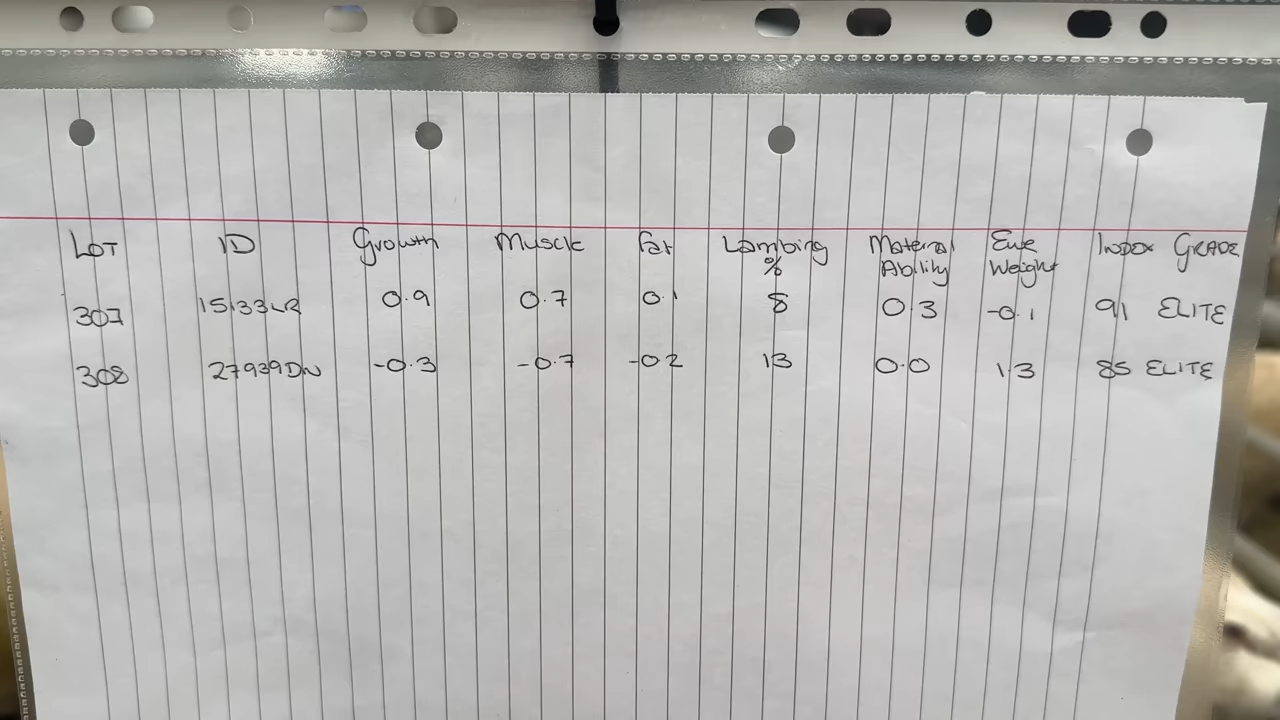 LOT ID Growth Muscle Fat Lambing % Maternal Ability Ewe Weight INDEX GRADE
307 15133LR 0.9 0.7 0.1 8 0.3 -0.1 91 ELITE
308 27939DN -0.3 -0.7 -0.2 13 0.0 1.3 85 ELITE